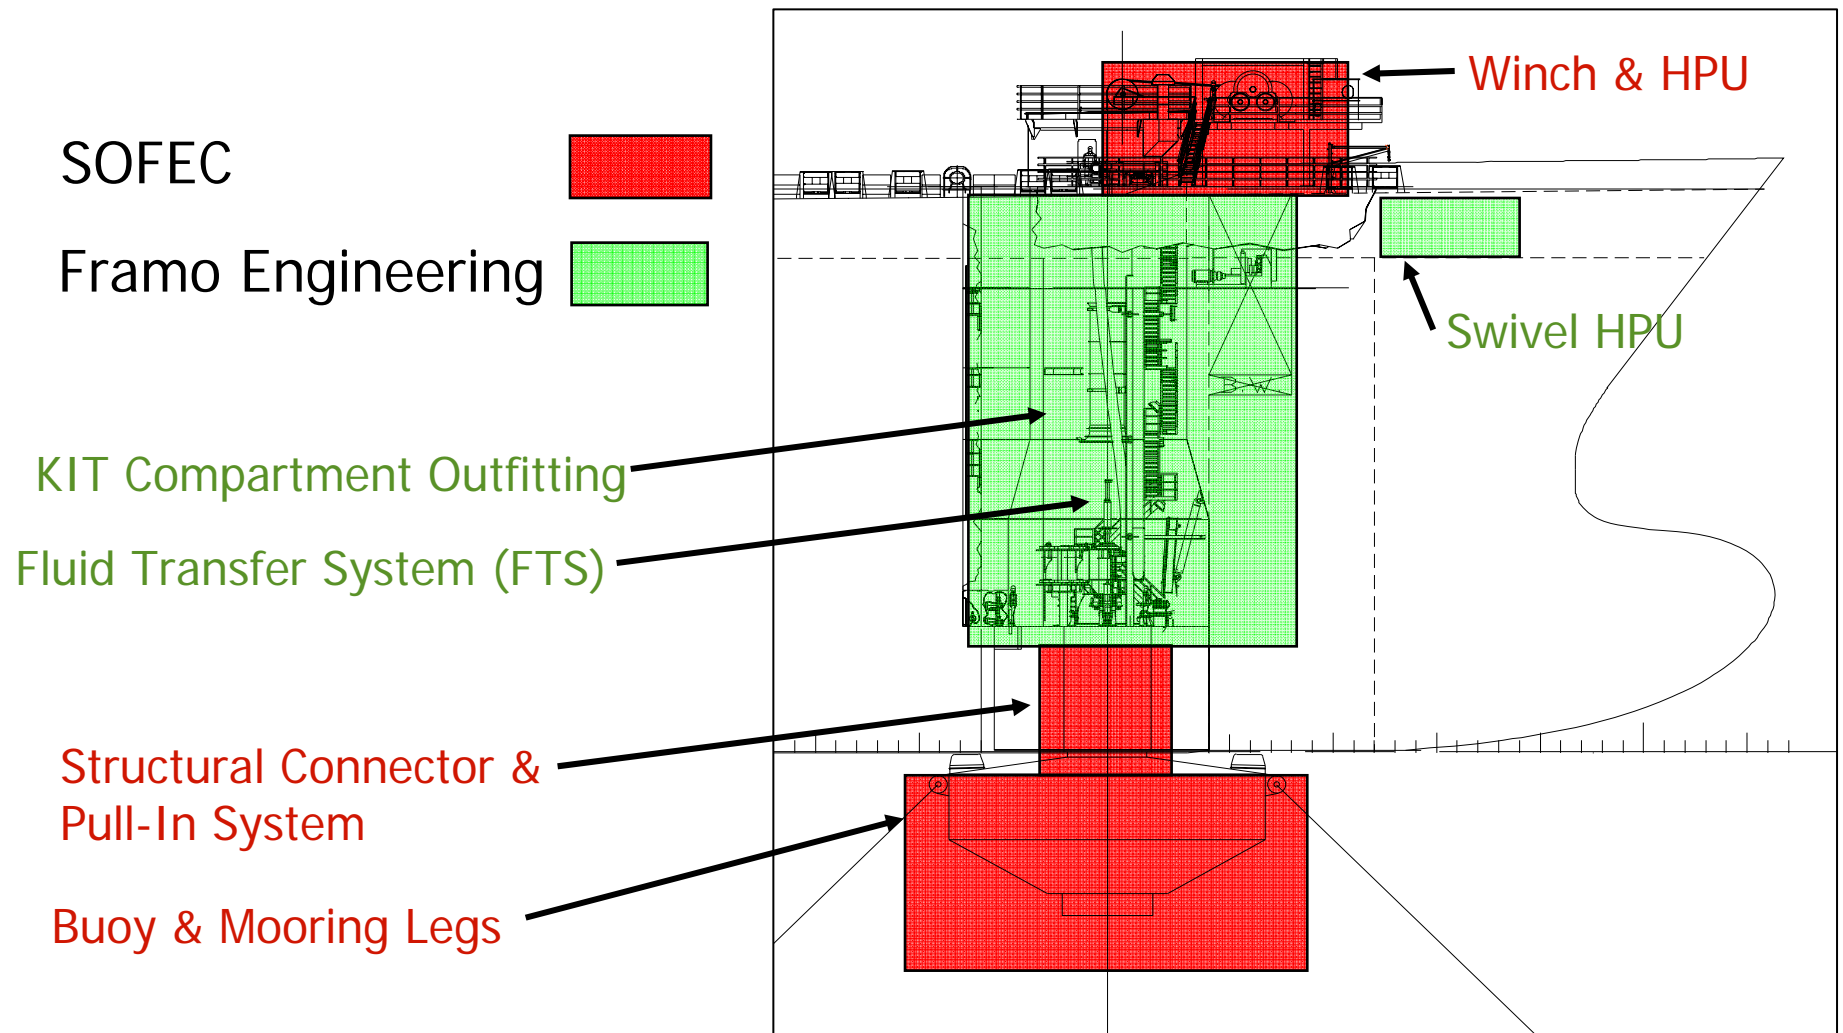 Winch & HPU
SOFEC
Framo Engineering
Swivel HPU
KIT Compartment Outfitting
Fluid Transfer System (FTS)
Structural Connector &
Pull-In System
Buoy & Mooring Legs